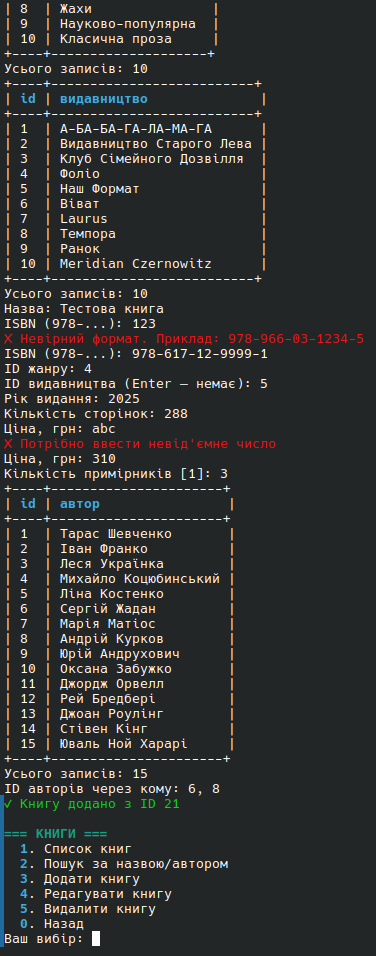 | 8  | Жахи               |
| 9  | Науково-популярна  |
| 10 | Класична проза     |
+----+--------------------+
Усього записів: 10
+----+--------------------------+
| id | видавництво              |
+----+--------------------------+
| 1  | А-БА-БА-ГА-ЛА-МА-ГА      |
| 2  | Видавництво Старого Лева |
| 3  | Клуб Сімейного Дозвілля  |
| 4  | Фоліо                    |
| 5  | Наш Формат               |
| 6  | Віват                    |
| 7  | Laurus                   |
| 8  | Темпора                  |
| 9  | Ранок                    |
| 10 | Meridian Czernowitz      |
+----+--------------------------+
Усього записів: 10
Назва: Тестова книга
ISBN (978-...): 123
✗ Невірний формат. Приклад: 978-966-03-1234-5
ISBN (978-...): 978-617-12-9999-1
ID жанру: 4
ID видавництва (Enter — немає): 5
Рік видання: 2025
Кількість сторінок: 288
Ціна, грн: abc
✗ Потрібно ввести невід'ємне число
Ціна, грн: 310
Кількість примірників [1]: 3
+----+----------------------+
| id | автор                |
+----+----------------------+
| 1  | Тарас Шевченко       |
| 2  | Іван Франко          |
| 3  | Леся Українка        |
| 4  | Михайло Коцюбинський |
| 5  | Ліна Костенко        |
| 6  | Сергій Жадан         |
| 7  | Марія Матіос         |
| 8  | Андрій Курков        |
| 9  | Юрій Андрухович      |
| 10 | Оксана Забужко       |
| 11 | Джордж Орвелл        |
| 12 | Рей Бредбері         |
| 13 | Джоан Роулінг        |
| 14 | Стівен Кінг          |
| 15 | Юваль Ной Харарі     |
+----+----------------------+
Усього записів: 15
ID авторів через кому: 6, 8
✓ Книгу додано з ID 21
=== КНИГИ ===
1. Список книг
2. Пошук за назвою/автором
3. Додати книгу
4. Редагувати книгу
5. Видалити книгу
0. Назад
Ваш вибір: